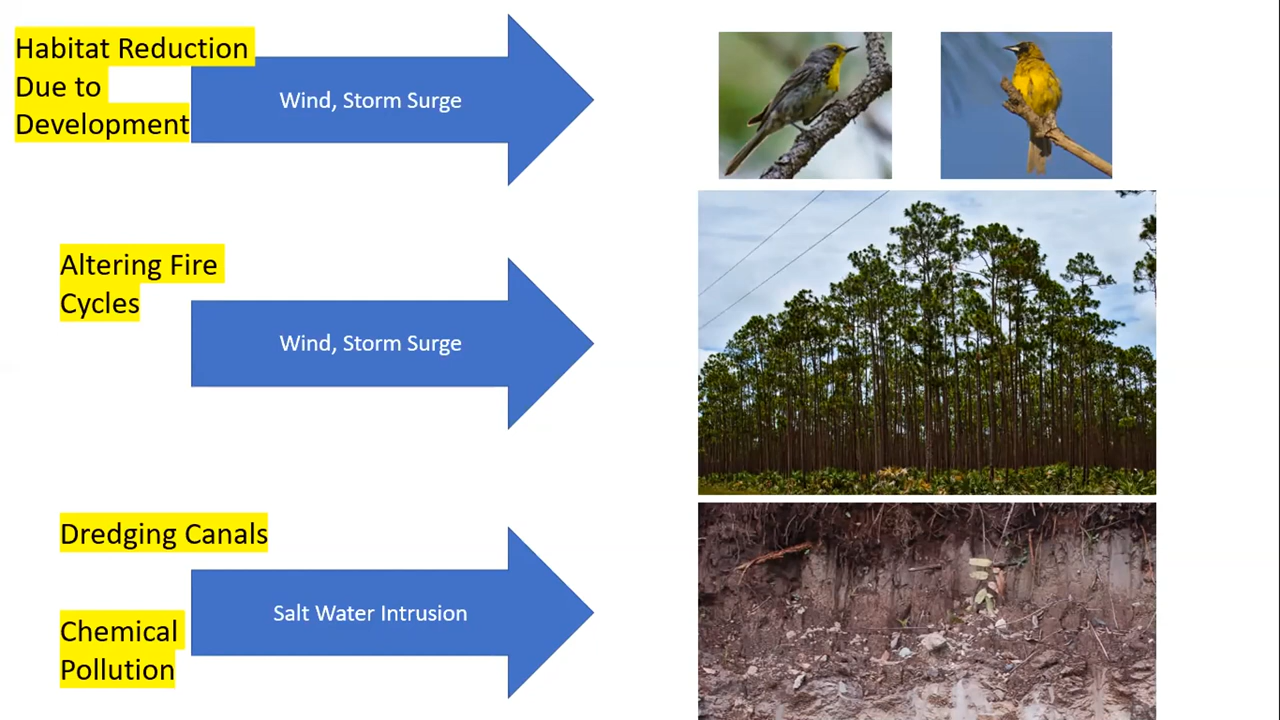 Habitat Reduction
Due to
Development
Wind, Storm Surge
Altering Fire
Cycles
Wind, Storm Surge
Dredging Canals
Salt Water Intrusion
Chemical
Pollution